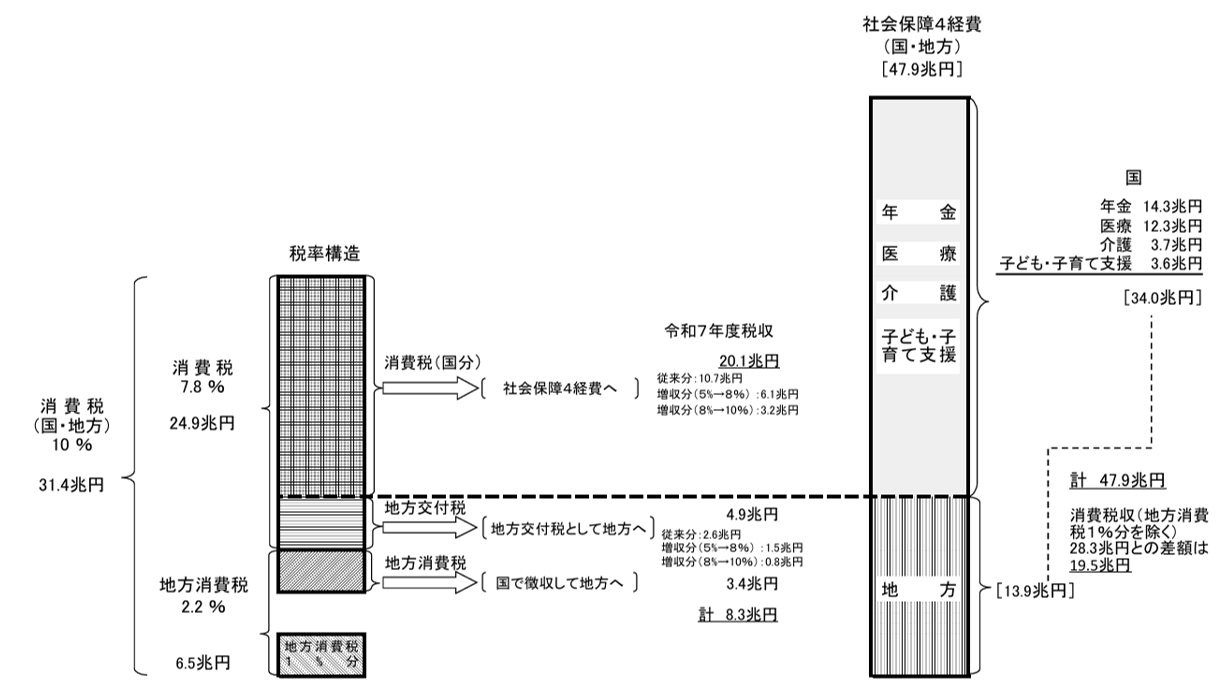 社会保障4経費
(国・地方)
[47.9兆円]
国
年金 14.3兆円
医療 12.3兆円
介護 3.7兆円
子ども・子育て支援 3.6兆円
[34.0兆円]
年 金
医 療
介 護
子ども・子
育て支援
地 方
[13.9兆円]
計 47.9兆円
消費税収(地方消費
税1%分を除く)
28.3兆円との差額は
19.5兆円
税率構造
消費税
(国・地方)
10 %
31.4兆円
消費税
7.8 %
24.9兆円
地方消費税
2.2 %
6.5兆円
消費税(国分)
社会保障4経費へ
令和7年度税収
20.1兆円
従来分:10.7兆円
増収分(5%→8%):6.1兆円
増収分(8%→10%):3.2兆円
地方交付税
地方交付税として地方へ
4.9兆円
従来分:2.6兆円
増収分(5%→8%):1.5兆円
増収分(8%→10%):0.8兆円
地方消費税
国で徴収して地方へ
3.4兆円
計 8.3兆円
地方消費税
1 % 分